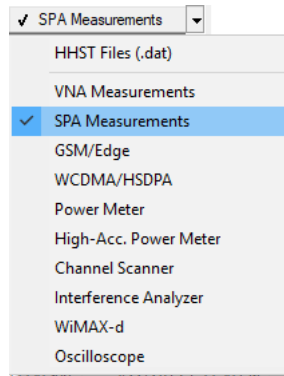 ✓ SPA Measurements
HHST Files (.dat)
VNA Measurements
✓ SPA Measurements
GSM/Edge
WCDMA/HSDPA
Power Meter
High-Acc. Power Meter
Channel Scanner
Interference Analyzer
WiMAX-d
Oscilloscope